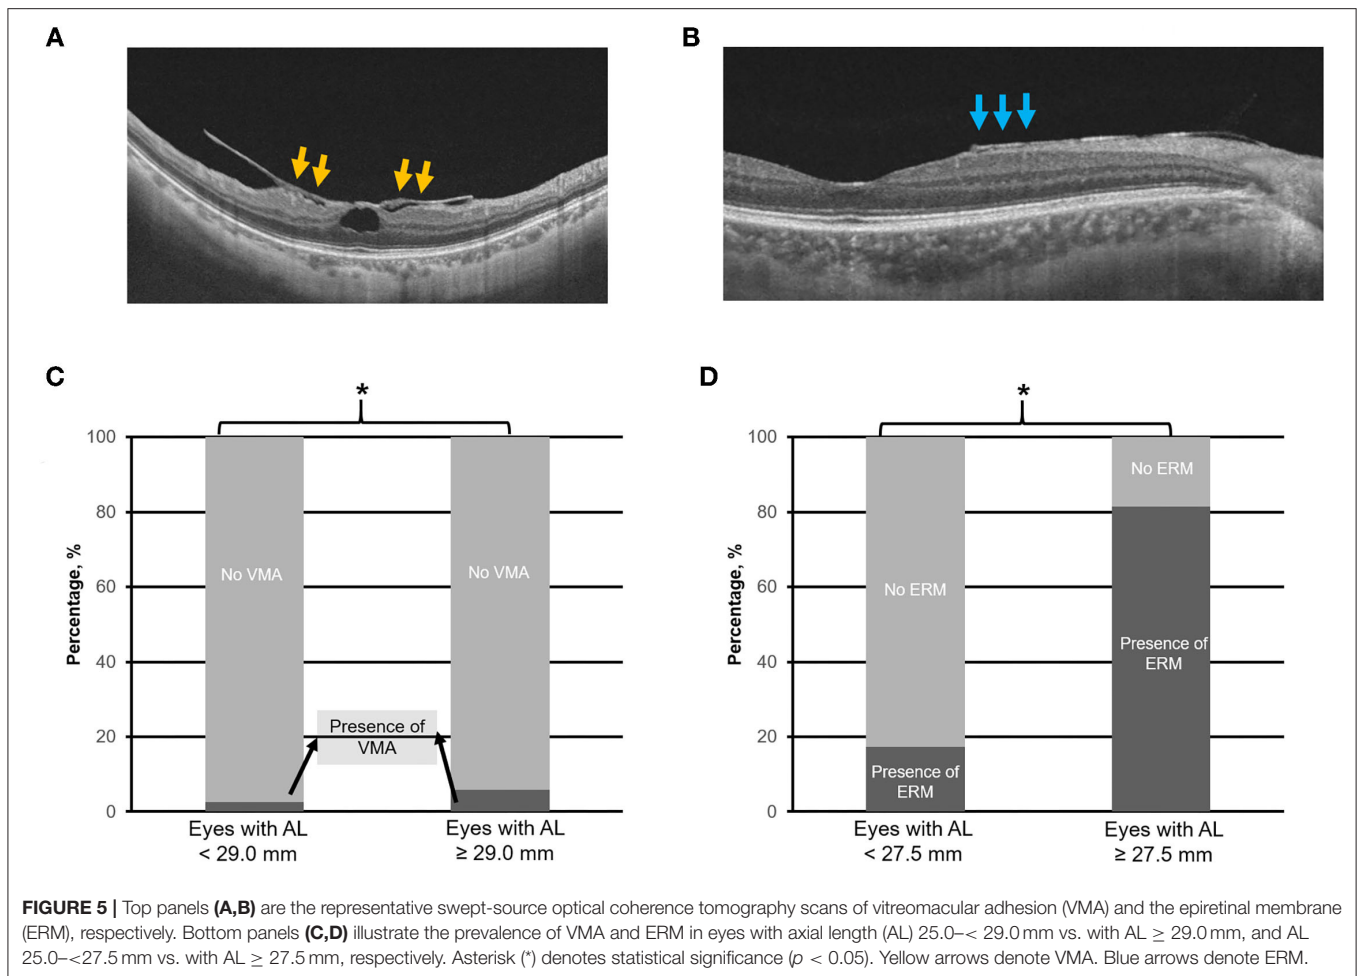 A
B
C
*
100
80
60
40
20
0
Percentage, %
No VMA
No VMA
Presence of
VMA
Eyes with AL
< 29.0 mm
Eyes with AL
≥ 29.0 mm
D
*
100
80
60
40
20
0
Percentage, %
No ERM
Presence of
ERM
No ERM
Presence of
ERM
Eyes with AL
< 27.5 mm
Eyes with AL
≥ 27.5 mm
FIGURE 5 | Top panels (A,B) are the representative swept-source optical coherence tomography scans of vitreomacular adhesion (VMA) and the epiretinal membrane
(ERM), respectively. Bottom panels (C,D) illustrate the prevalence of VMA and ERM in eyes with axial length (AL) 25.0–< 29.0 mm vs. with AL ≥ 29.0 mm, and AL
25.0–<27.5 mm vs. with AL ≥ 27.5 mm, respectively. Asterisk (*) denotes statistical significance (p < 0.05). Yellow arrows denote VMA. Blue arrows denote ERM.